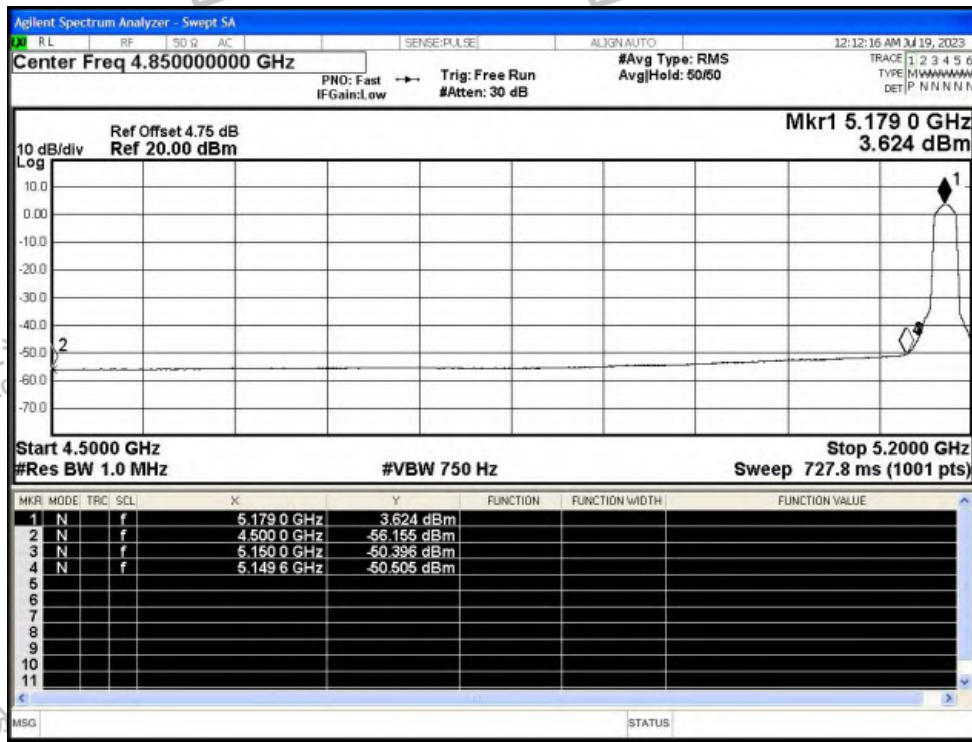 Agilent Spectrum Analyzer - Swept SA
RL RF 50 Ω AC SENSE:PULSE ALIGN AUTO 12:12:16 AM Jul 19, 2023
Center Freq 4.850000000 GHz
PNO: Fast
IFGain:Low
Trig: Free Run
#Atten: 30 dB
#Avg Type: RMS
Avg|Hold: 50/50
TRACE 1 2 3 4 5 6
TYPE M
DET P N N N N N
Ref Offset 4.75 dB
10 dB/div Ref 20.00 dBm
Log
Mkr1 5.179 0 GHz
3.624 dBm
10.0
0.00
-10.0
-20.0
-30.0
-40.0
-50.0
-60.0
-70.0
1
2
Start 4.5000 GHz
Stop 5.2000 GHz
#Res BW 1.0 MHz
#VBW 750 Hz
Sweep 727.8 ms (1001 pts)
MKR MODE TRC SCL X Y FUNCTION FUNCTION WIDTH FUNCTION VALUE
1 N f 5.179 0 GHz 3.624 dBm
2 N f 4.500 0 GHz -56.155 dBm
3 N f 5.150 0 GHz -50.396 dBm
4 N f 5.149 6 GHz -50.505 dBm
5
6
7
8
9
10
11
MSG STATUS